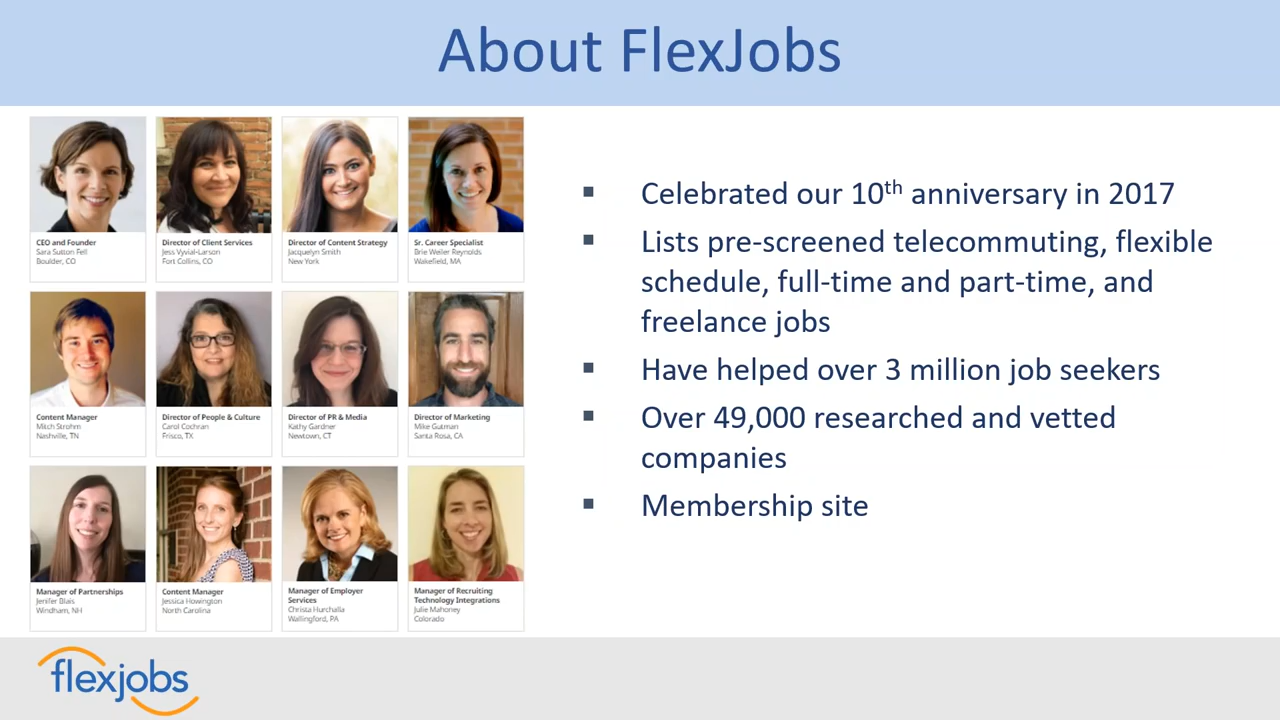 About FlexJobs
CEO and Founder
Sara Sutton Fell
Boulder, CO
Director of Client Services
Jess Vyvial-Larson
Fort Collins, CO
Director of Content Strategy
Jacquelyn Smith
New York
Sr. Career Specialist
Brie Weiler Reynolds
Wakefield, MA
Content Manager
Mitch Strohm
Nashville, TN
Director of People & Culture
Carol Cochran
Frisco, TX
Director of PR & Media
Kathy Gardner
Newtown, CT
Director of Marketing
Mike Gutman
Santa Rosa, CA
Manager of Partnerships
Jenifer Blais
Windham, NH
Content Manager
Jessica Howington
North Carolina
Manager of Employer
Services
Christa Hurchalla
Wallingford, PA
Manager of Recruiting
Technology Integrations
Julie Mahoney
Colorado
▪ Celebrated our 10th anniversary in 2017
▪ Lists pre-screened telecommuting, flexible
schedule, full-time and part-time, and
freelance jobs
▪ Have helped over 3 million job seekers
▪ Over 49,000 researched and vetted
companies
▪ Membership site
flexjobs